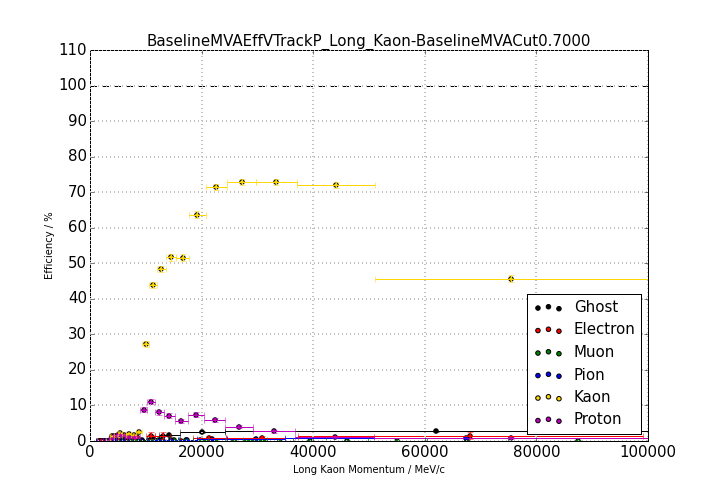 BaselineMVAEffVTrackP_Long_Kaon-BaselineMVACut0.7000
110
100
90
80
70
60
50
40
30
20
10
0
Efficiency / %
Ghost
Electron
Muon
Pion
Kaon
Proton
0 20000 40000 60000 80000 100000
Long Kaon Momentum / MeV/c